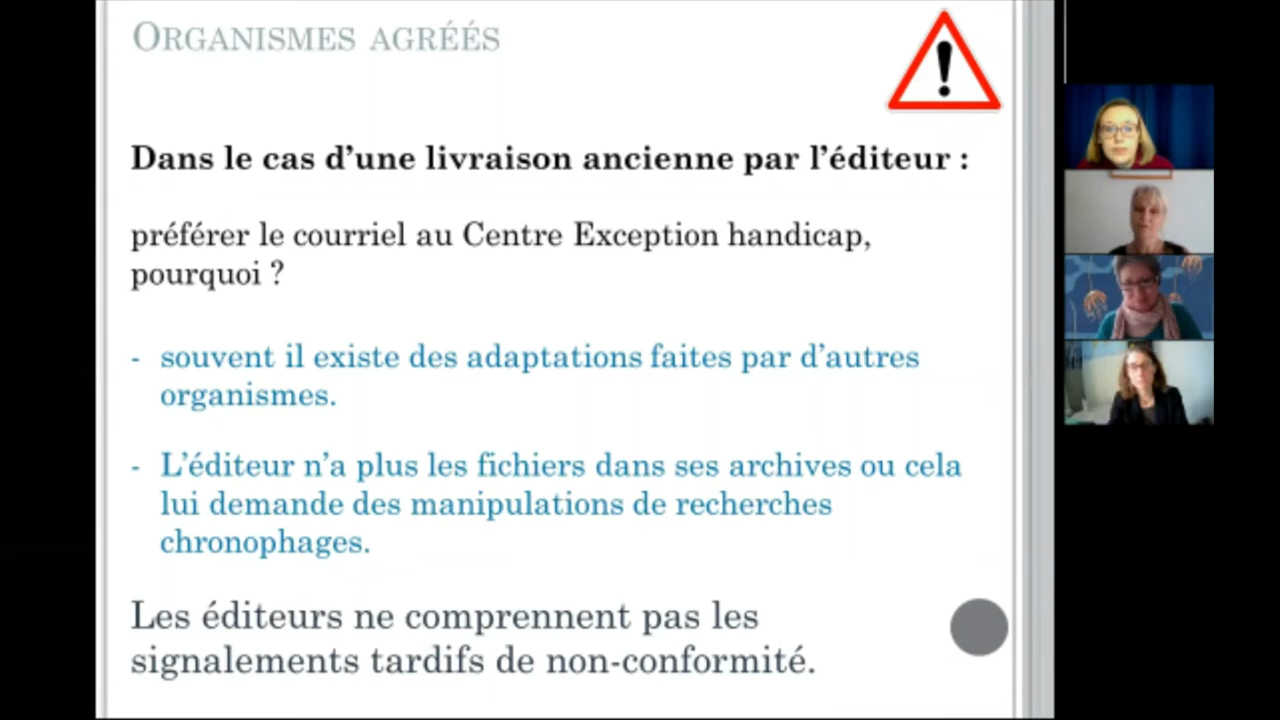 ORGANISMES AGRÉÉS
Dans le cas d’une livraison ancienne par l’éditeur :
préférer le courriel au Centre Exception handicap,
pourquoi ?
- souvent il existe des adaptations faites par d’autres
organismes.
- L’éditeur n’a plus les fichiers dans ses archives ou cela
lui demande des manipulations de recherches
chronophages.
Les éditeurs ne comprennent pas les
signalements tardifs de non-conformité.